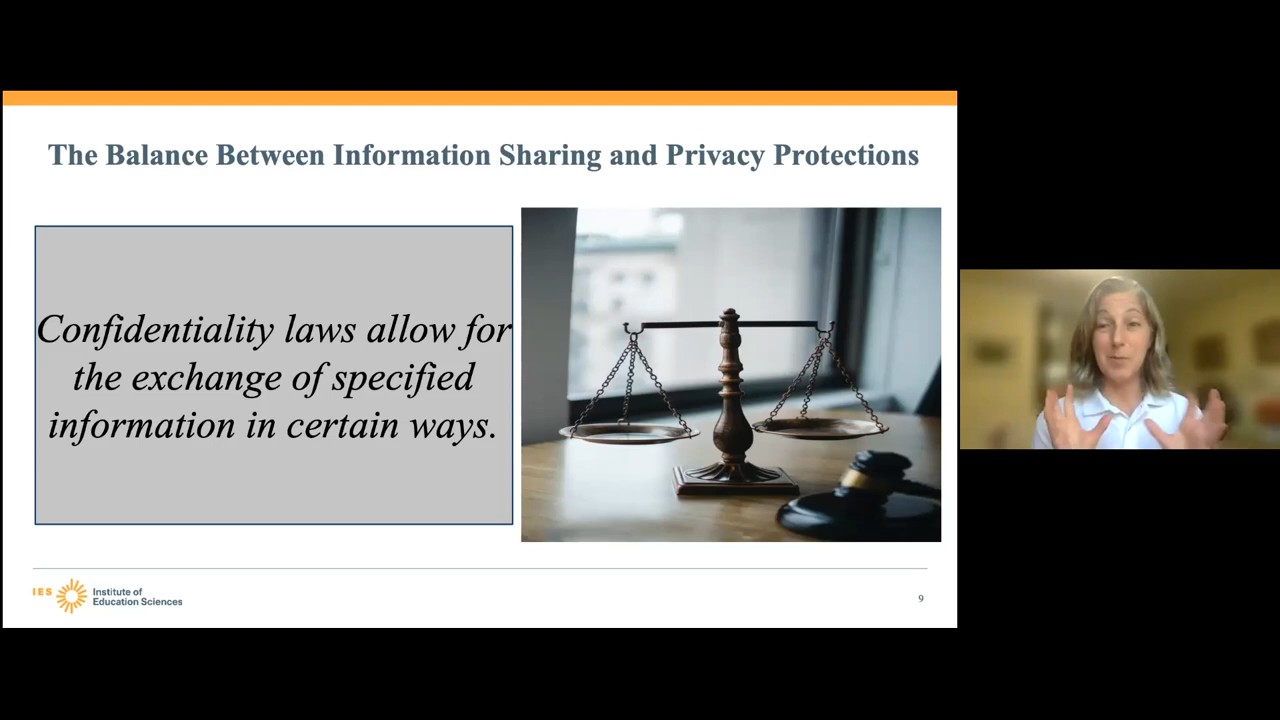 The Balance Between Information Sharing and Privacy Protections
Confidentiality laws allow for
the exchange of specified
information in certain ways.
IES
Institute of
Education Sciences
9